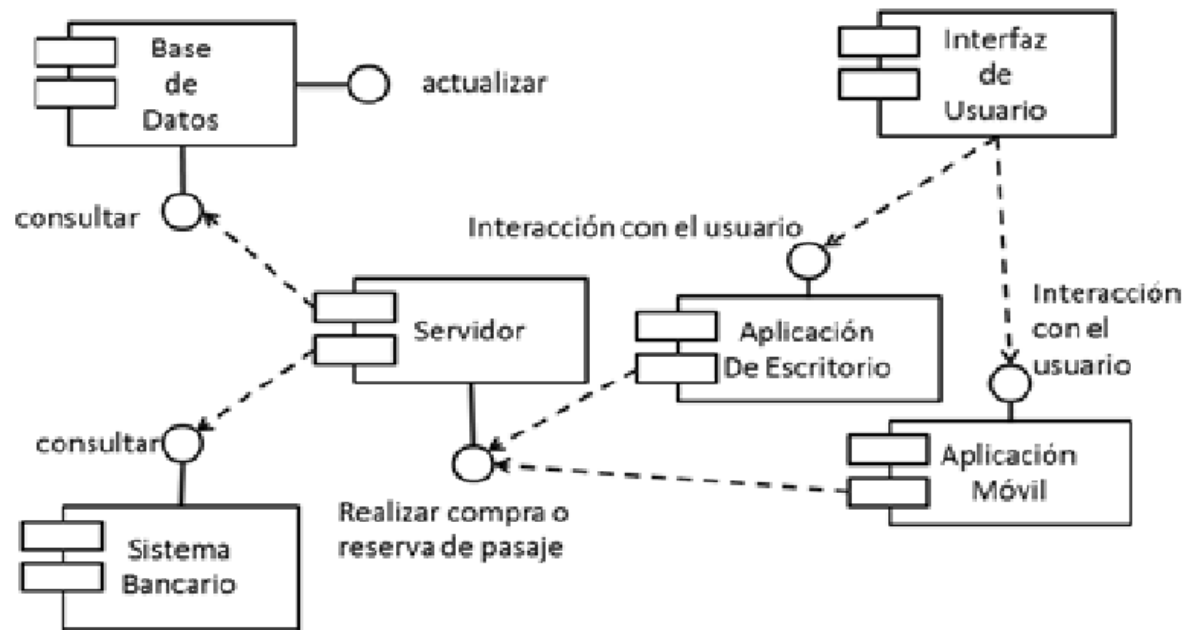 Base
de
Datos
actualizar
Interfaz
de
Usuario
consultar
Interacción con el usuario
Interacción
con el
usuario
Servidor
Aplicación
De Escritorio
consultar
Realizar compra o
reserva de pasaje
Aplicación
Móvil
Sistema
Bancario